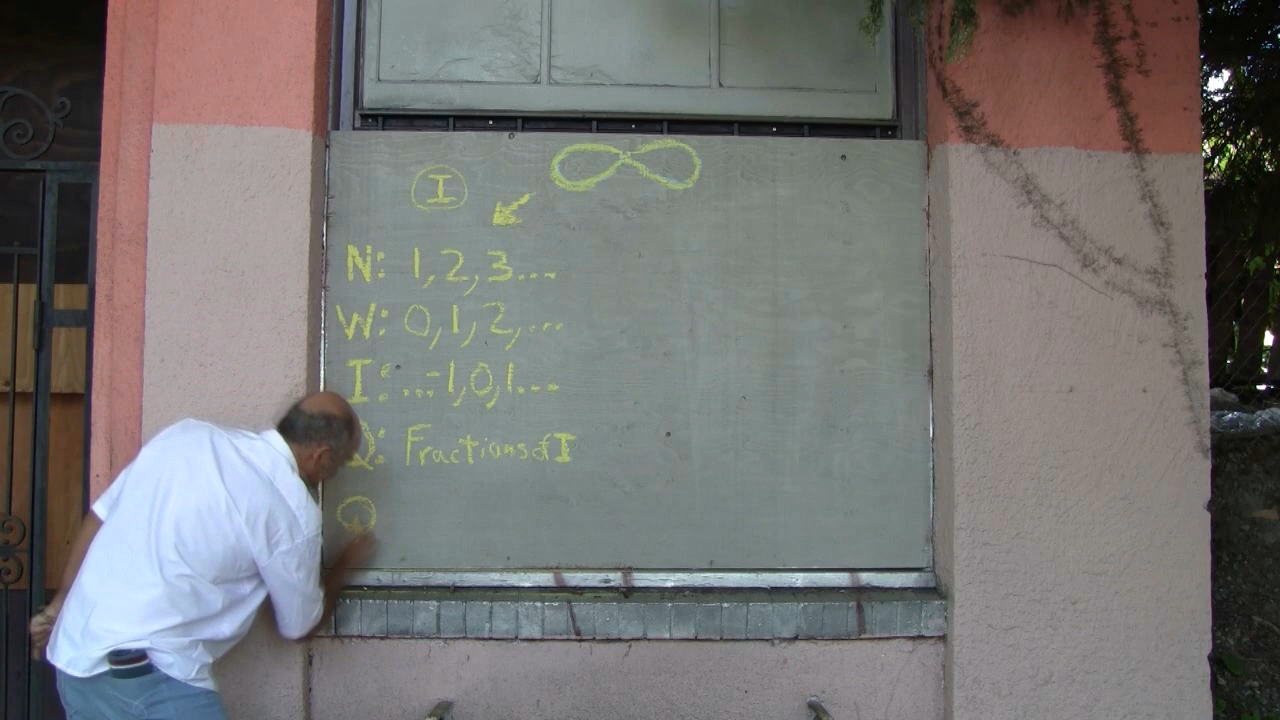 ∞
I
N: 1, 2, 3...
W: 0, 1, 2, ...
I: ...-1, 0, 1...
Q: Fractions of I
Q